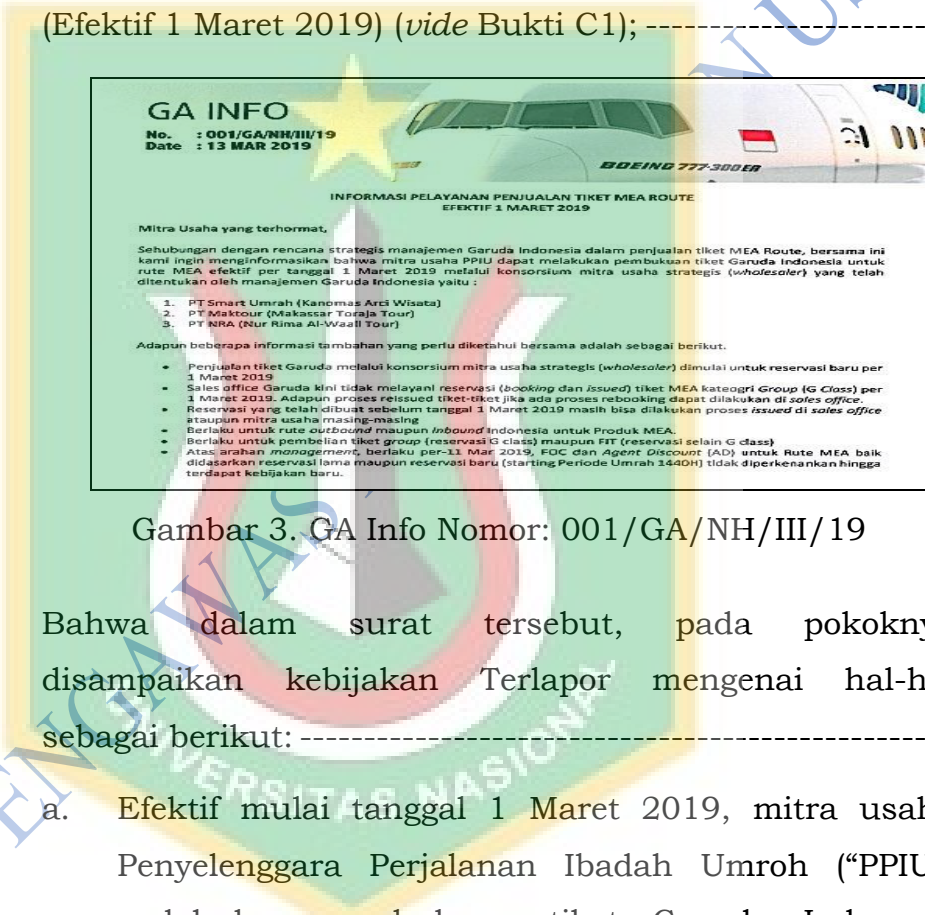 (Efektif 1 Maret 2019) (vide Bukti C1); ----------------------
GA INFO
No. : 001/GA/NH/III/19
Date : 13 MAR 2019
BOEING 777-300ER
INFORMASI PELAYANAN PENJUALAN TIKET MEA ROUTE
EFEKTIF 1 MARET 2019
Mitra Usaha yang terhormat,
Sehubungan dengan rencana strategis manajemen Garuda Indonesia dalam penjualan tiket MEA Route, bersama ini
kami ingin menginformasikan bahwa mitra usaha PPIU dapat melakukan pembukuan tiket Garuda Indonesia untuk
rute MEA efektif per tanggal 1 Maret 2019 melalui konsorsium mitra usaha strategis (wholesaler) yang telah
ditentukan oleh manajemen Garuda Indonesia yaitu :
1. PT Smart Umrah (Kanomas Arci Wisata)
2. PT Maktour (Makassar Toraja Tour)
3. PT NRA (Nur Rima Al-Waali Tour)
Adapun beberapa informasi tambahan yang perlu diketahui bersama adalah sebagai berikut.
• Penjualan tiket Garuda melalui konsorsium mitra usaha strategis (wholesaler) dimulai untuk reservasi baru per
1 Maret 2019
• Sales office Garuda kini tidak melayani reservasi (booking dan issued) tiket MEA kateogri Group (G Class) per
1 Maret 2019. Adapun proses reissued tiket-tiket jika ada proses rebooking dapat dilakukan di sales office.
• Reservasi yang telah dibuat sebelum tanggal 1 Maret 2019 masih bisa dilakukan proses issued di sales office
ataupun mitra usaha masing-masing
• Berlaku untuk rute outbound maupun inbound Indonesia untuk Produk MEA.
• Berlaku untuk pembelian tiket group (reservasi G class) maupun FIT (reservasi selain G class)
• Atas arahan management, berlaku per-11 Mar 2019, FOC dan Agent Discount (AD) untuk Rute MEA baik
didasarkan reservasi lama maupun reservasi baru (starting Periode Umrah 1440H) tidak diperkenankan hingga
terdapat kebijakan baru.
Gambar 3. GA Info Nomor: 001/GA/NH/III/19
Bahwa dalam surat tersebut, pada pokokny
disampaikan kebijakan Terlapor mengenai hal-h
sebagai berikut: --------------------------------------------------
a. Efektif mulai tanggal 1 Maret 2019, mitra usah
Penyelenggara Perjalanan Ibadah Umroh (“PPIU
UNIVERSITAS NASIONAL
ENGAWAS
N U